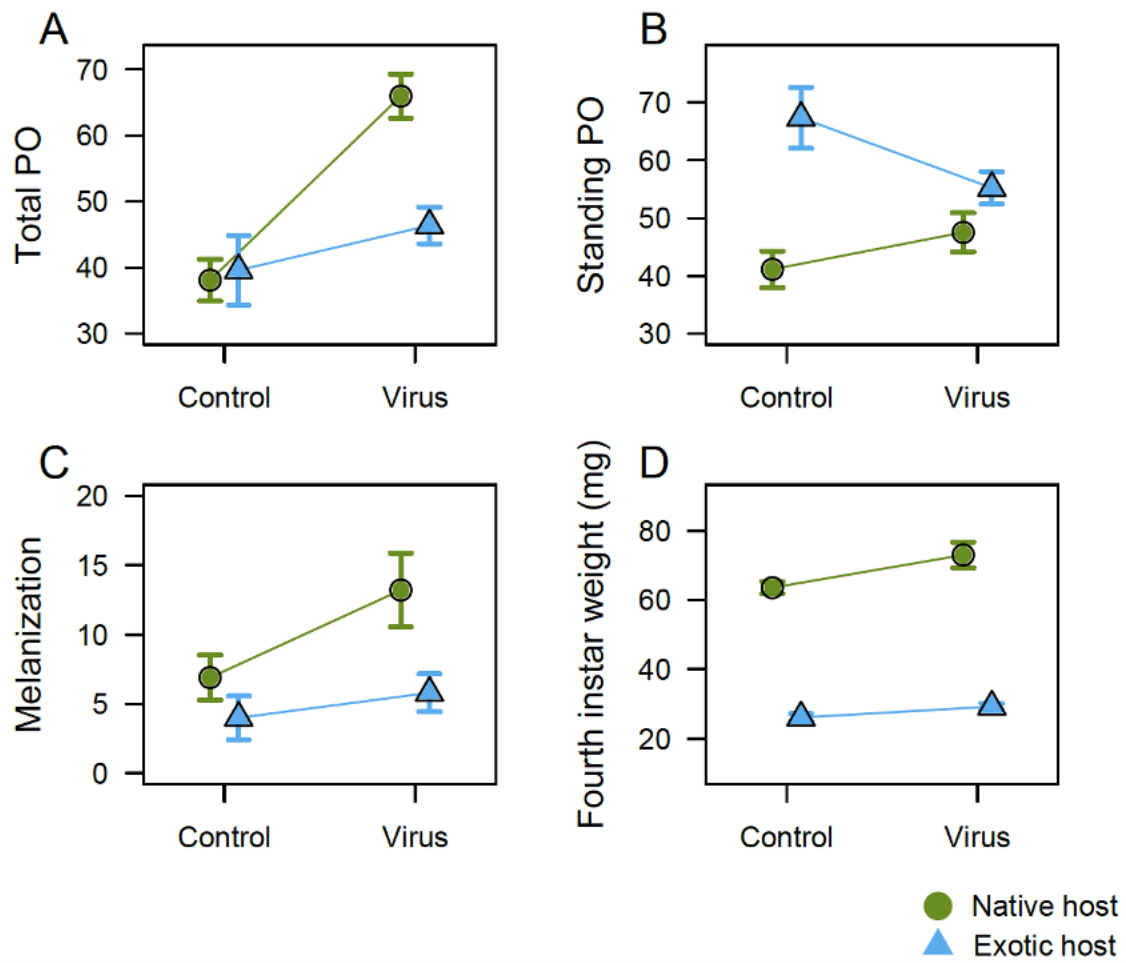 A
Total PO
70
60
50
40
30
Control Virus
B
Standing PO
70
60
50
40
30
Control Virus
C
Melanization
20
15
10
5
0
Control Virus
D
Fourth instar weight (mg)
80
60
40
20
Control Virus
Native host
Exotic host